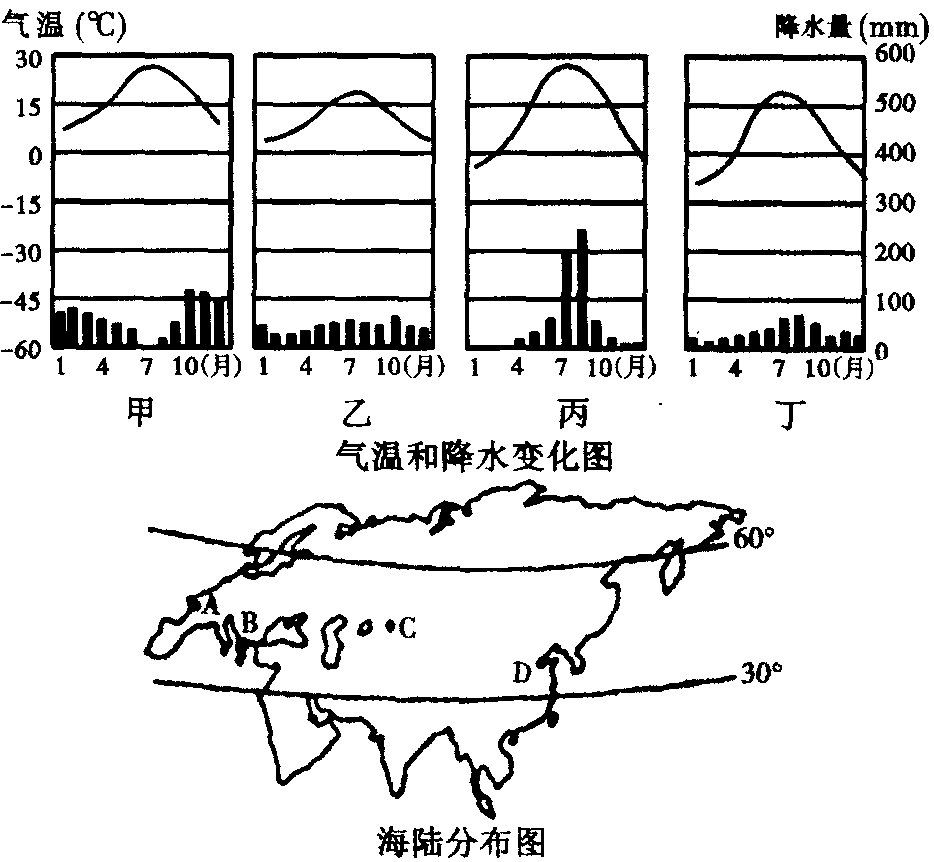 气温(℃) 降水量(mm)
30 600
15 500
0 400
-15 300
-30 200
-45 100
-60 0
1 4 7 10(月) 1 4 7 10(月) 1 4 7 10(月) 1 4 7 10(月)
甲 乙 丙 丁
气温和降水变化图
60°
A
B C
D 30°
海陆分布图